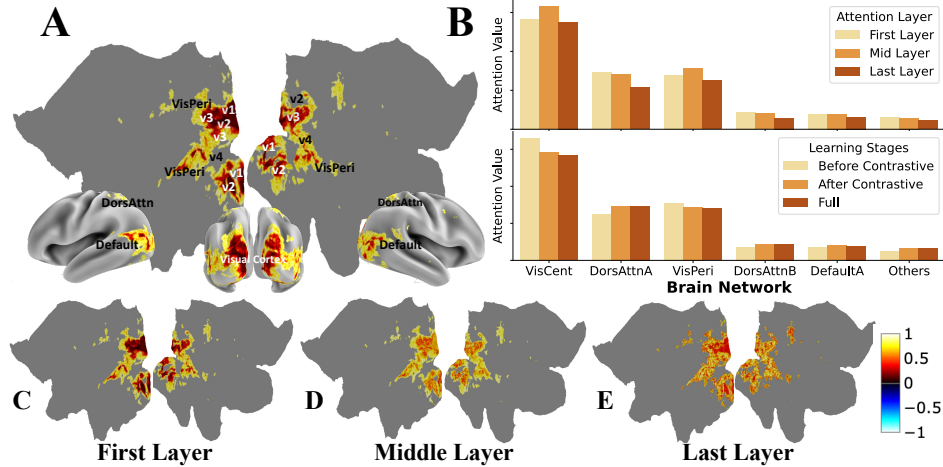 A
B
VisPeri
v1
v3
v2
v3
v4
VisPeri
v1
v2
v2
v3
v1
v4
v2
VisPeri
DorsAttn
Default
Visual Cortex
DorsAttn
Default
Attention Value
Attention Layer
First Layer
Mid Layer
Last Layer
Attention Value
Learning Stages
Before Contrastive
After Contrastive
Full
VisCent DorsAttnA VisPeri DorsAttnB DefaultA Others
Brain Network
C
First Layer
D
Middle Layer
E
Last Layer
1
0.5
0
−0.5
−1